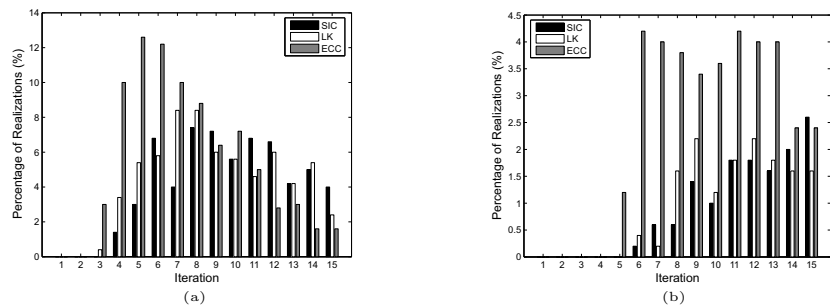 14
12
10
8
6
4
2
0
Percentage of Realizations (%)
SIC
LK
ECC
1 2 3 4 5 6 7 8 9 10 11 12 13 14 15
Iteration
(a)
4.5
4
3.5
3
2.5
2
1.5
1
0.5
0
Percentage of Realizations (%)
SIC
LK
ECC
1 2 3 4 5 6 7 8 9 10 11 12 13 14 15
Iteration
(b)